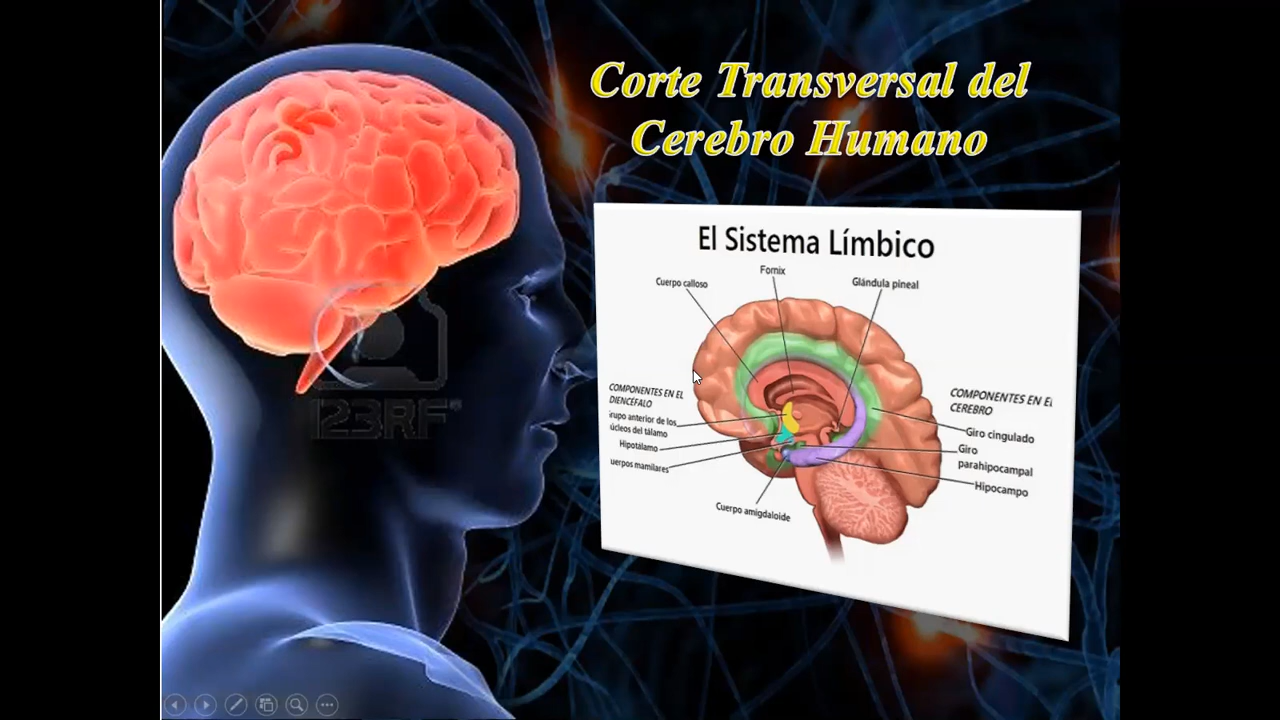 Corte Transversal del
Cerebro Humano
El Sistema Límbico
Fornix
Cuerpo calloso
Glándula pineal
COMPONENTES EN EL
DIENCEFALO
rupo anterior de los
úcleos del tálamo
Hipotálamo
uerpos mamilares
Cuerpo amigdaloide
COMPONENTES EN EL
CEREBRO
Giro cingulado
Giro
parahipocampal
Hipocampo
123RF